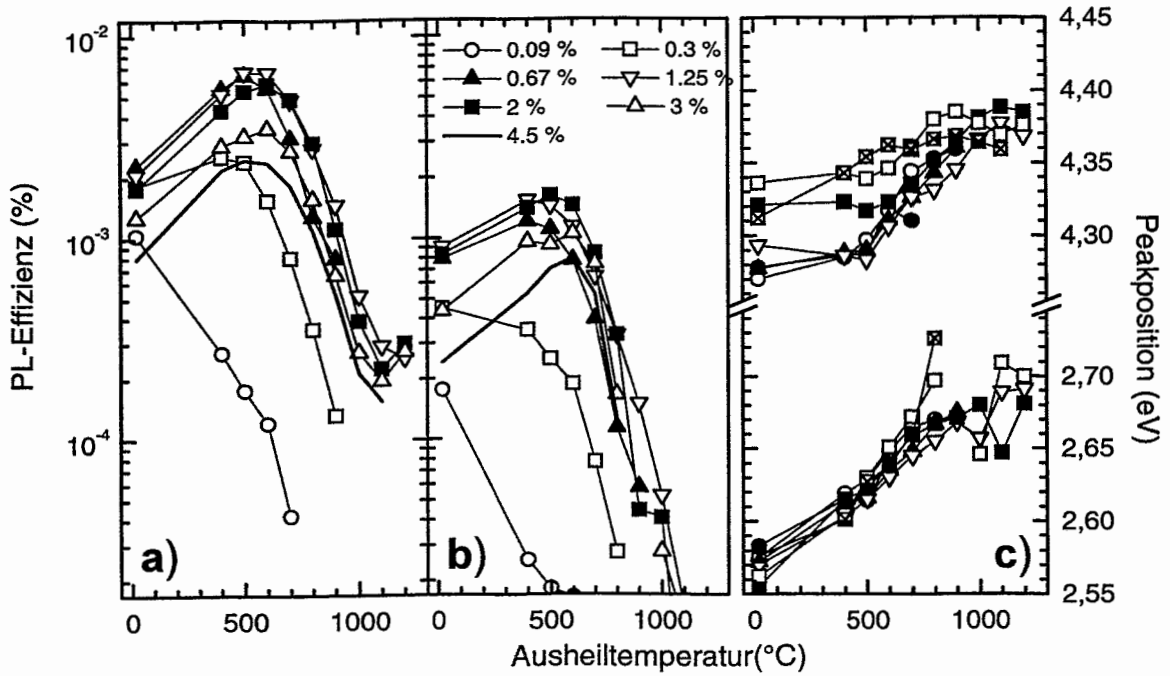 10⁻²
10⁻³
10⁻⁴
PL-Effizienz (%)
a)
0 500 1000
0.09 % 0.3 %
0.67 % 1.25 %
2 % 3 %
4.5 %
b)
0 500 1000
Ausheiltemperatur(°C)
c)
0 500 1000
4,45
4,40
4,35
4,30
2,70
2,65
2,60
2,55
Peakposition (eV)